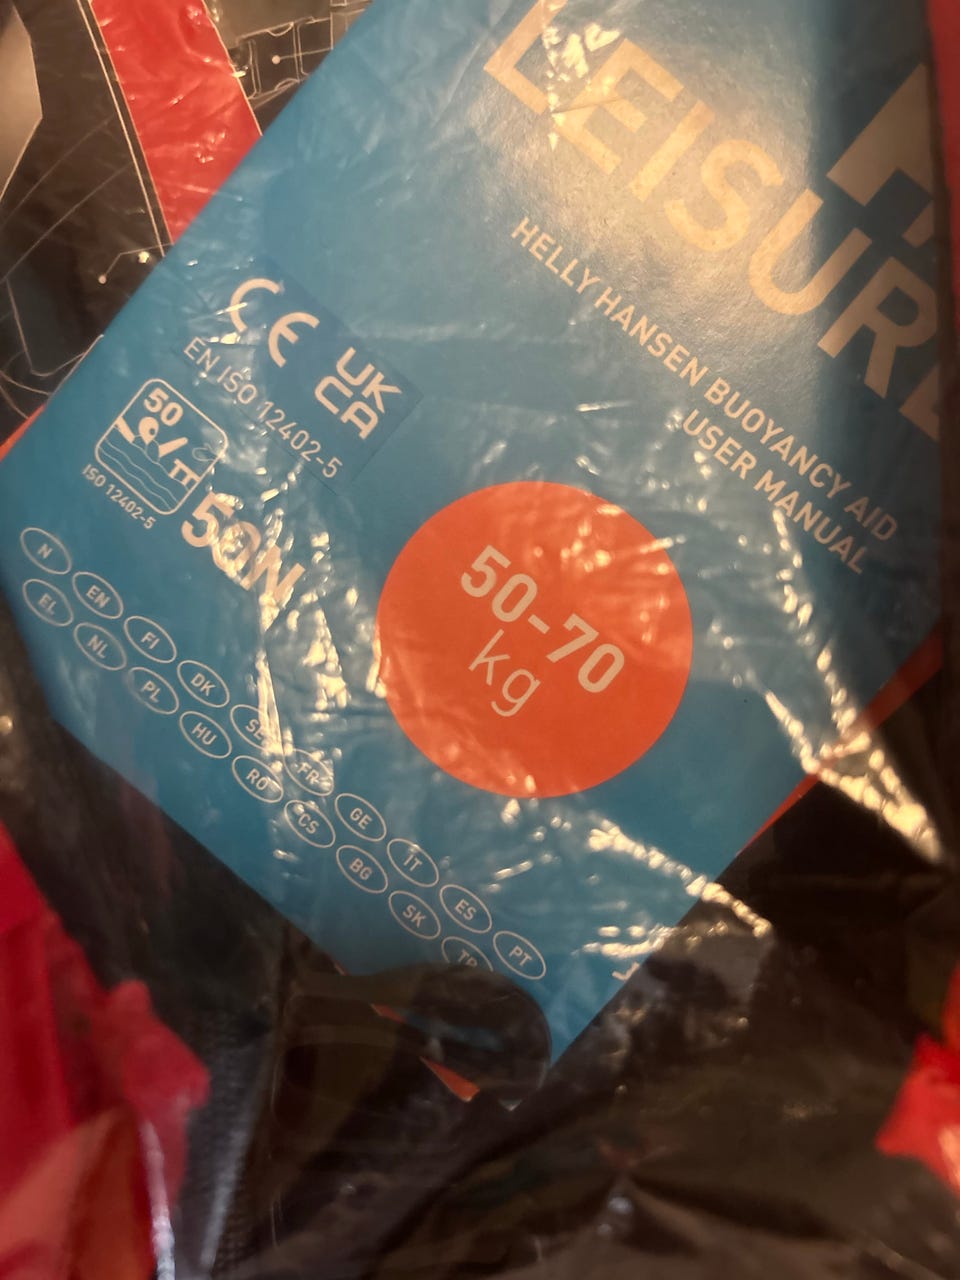 LEISURE
HELLY HANSEN BUOYANCY AID
USER MANUAL
CE
UK
CA
EN ISO 12402-5
50
ISO 12402-5
50N
50-70
kg
N EN FI DK SE FR GE IT ES PT
EL NL PL HU RO CS BG SK TR